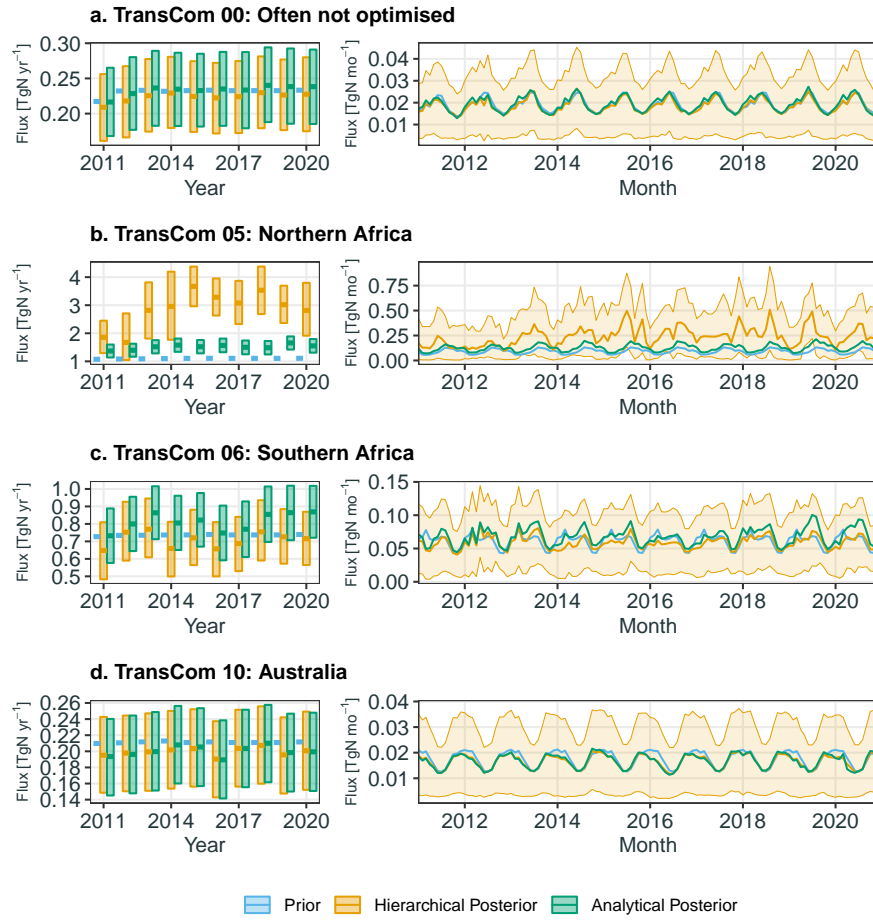 a. TransCom 00: Often not optimised
Flux [TgN yr⁻¹]
0.30
0.25
0.20
2011 2014 2017 2020
Year
Flux [TgN mo⁻¹]
0.04
0.03
0.02
0.01
2012 2014 2016 2018 2020
Month
b. TransCom 05: Northern Africa
Flux [TgN yr⁻¹]
4
3
2
1
2011 2014 2017 2020
Year
Flux [TgN mo⁻¹]
0.75
0.50
0.25
0.00
2012 2014 2016 2018 2020
Month
c. TransCom 06: Southern Africa
Flux [TgN yr⁻¹]
1.0
0.9
0.8
0.7
0.6
0.5
2011 2014 2017 2020
Year
Flux [TgN mo⁻¹]
0.15
0.10
0.05
0.00
2012 2014 2016 2018 2020
Month
d. TransCom 10: Australia
Flux [TgN yr⁻¹]
0.26
0.24
0.22
0.20
0.18
0.16
0.14
2011 2014 2017 2020
Year
Flux [TgN mo⁻¹]
0.04
0.03
0.02
0.01
2012 2014 2016 2018 2020
Month
Prior Hierarchical Posterior Analytical Posterior